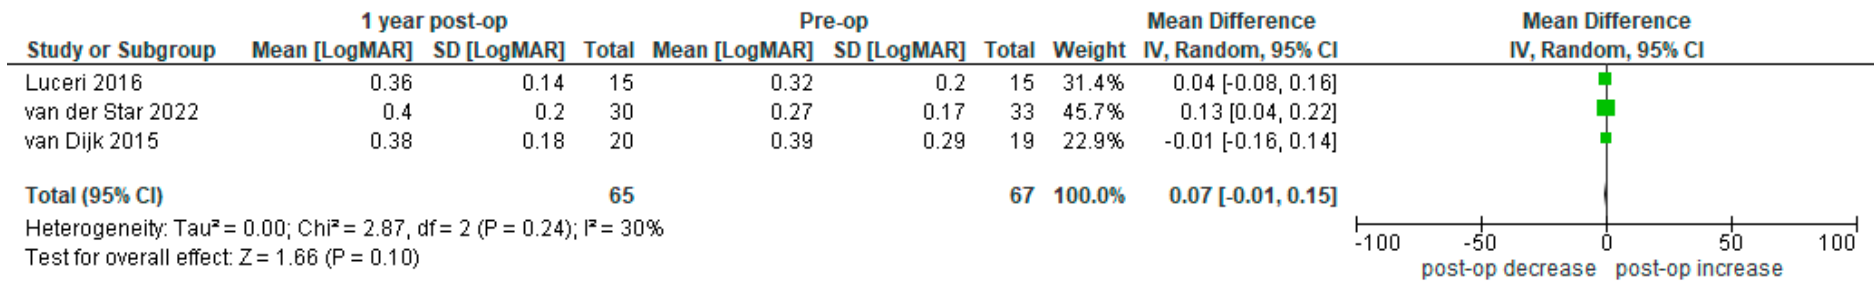 1 year post-op Pre-op Mean Difference Mean Difference
Study or Subgroup Mean [LogMAR] SD [LogMAR] Total Mean [LogMAR] SD [LogMAR] Total Weight IV, Random, 95% CI IV, Random, 95% CI
Luceri 2016 0.36 0.14 15 0.32 0.2 15 31.4% 0.04 [-0.08, 0.16]
van der Star 2022 0.4 0.2 30 0.27 0.17 33 45.7% 0.13 [0.04, 0.22]
van Dijk 2015 0.38 0.18 20 0.39 0.29 19 22.9% -0.01 [-0.16, 0.14]
Total (95% CI) 65 67 100.0% 0.07 [-0.01, 0.15]
Heterogeneity: Tau² = 0.00; Chi² = 2.87, df = 2 (P = 0.24); I² = 30%
Test for overall effect: Z = 1.66 (P = 0.10)
-100 -50 0 50 100
post-op decrease post-op increase